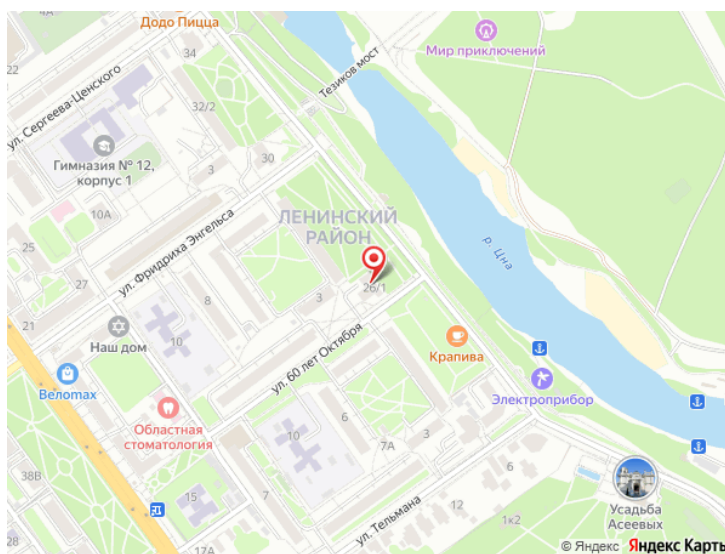 4А
Додо Пицца
22
34
Мир приключений
ул. Сергеева-Ценского
32/2
Тезиков мост
Гимназия № 12,
корпус 1
3
30
10А
ул. Фридриха Энгельса
ЛЕНИНСКИЙ
РАЙОН
р. Цна
25
27
26/1
8
3
21
Наш дом
10
Крапива
ул. 60 лет Октября
Веломах
Электроприбор
Областная
стоматология
6
10
7А
3
38В
6
15
7
12
ул. Тельмана
1к2
Усадьба
Асеевых
17А
© Яндекс Яндекс Карты